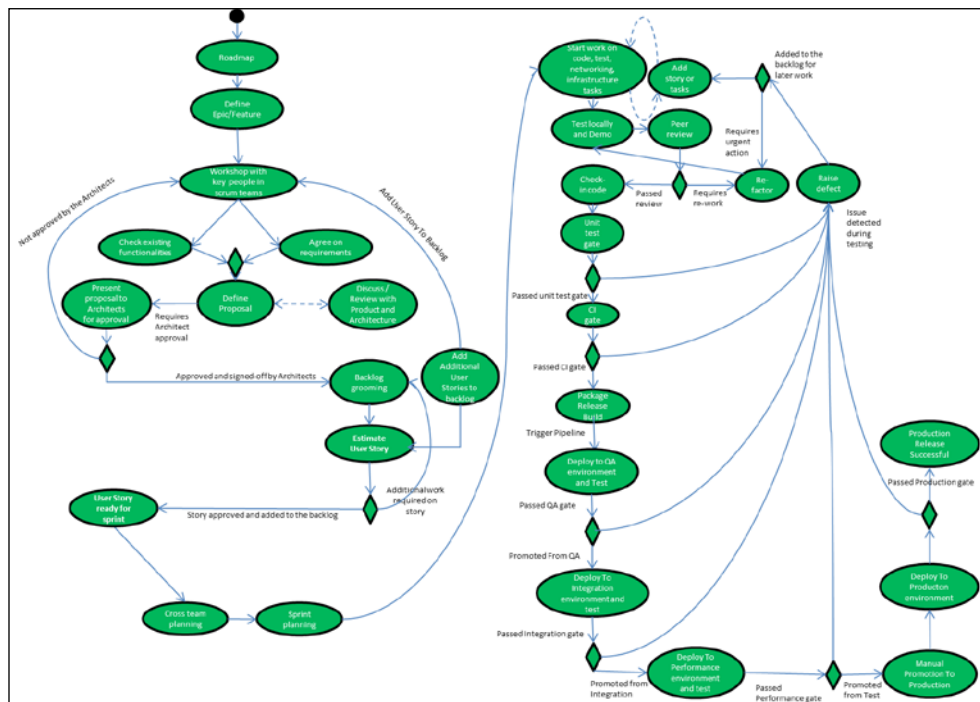 Roadmap
Define
Epic/Feature
Workshop with
key people in
scrum teams
Not approved by the Architects
Add User Story To Backlog
Check existing
functionalities
Agree on
requirements
Present
proposal to
Architects
for approval
Requires
Architect
approval
Define
Proposal
Discuss /
Review with
Product and
Architecture
Approved and signed-off by Architects
Backlog
grooming
Add
Additional
User
Stories to
backlog
Estimate
User Story
Additional work
required on
story
User Story
ready for
sprint
Story approved and added to the backlog
Cross team
planning
Sprint
planning
Start work on
code, test,
networking,
infrastructure
tasks
Add
story or
tasks
Added to the
backlog for
later work
Test locally
and Demo
Peer
review
Requires
urgent
action
Check-
in code
Passed
review
Requires
re-work
Re-
factor
Raise
defect
Issue
detected
during
testing
Unit
test
gate
Passed unit test gate
CI
gate
Passed CI gate
Package
Release
Build
Trigger Pipeline
Deploy to QA
environment
and Test
Passed QA gate
Promoted From QA
Deploy To
Integration
environment and
test
Passed Integration gate
Promoted from
Integration
Deploy To
Performance
environment
and test
Passed
Performance gate
Promoted
from Test
Manual
Promotion To
Production
Deploy To
Producton
environment
Passed Production gate
Production
Release
Successful